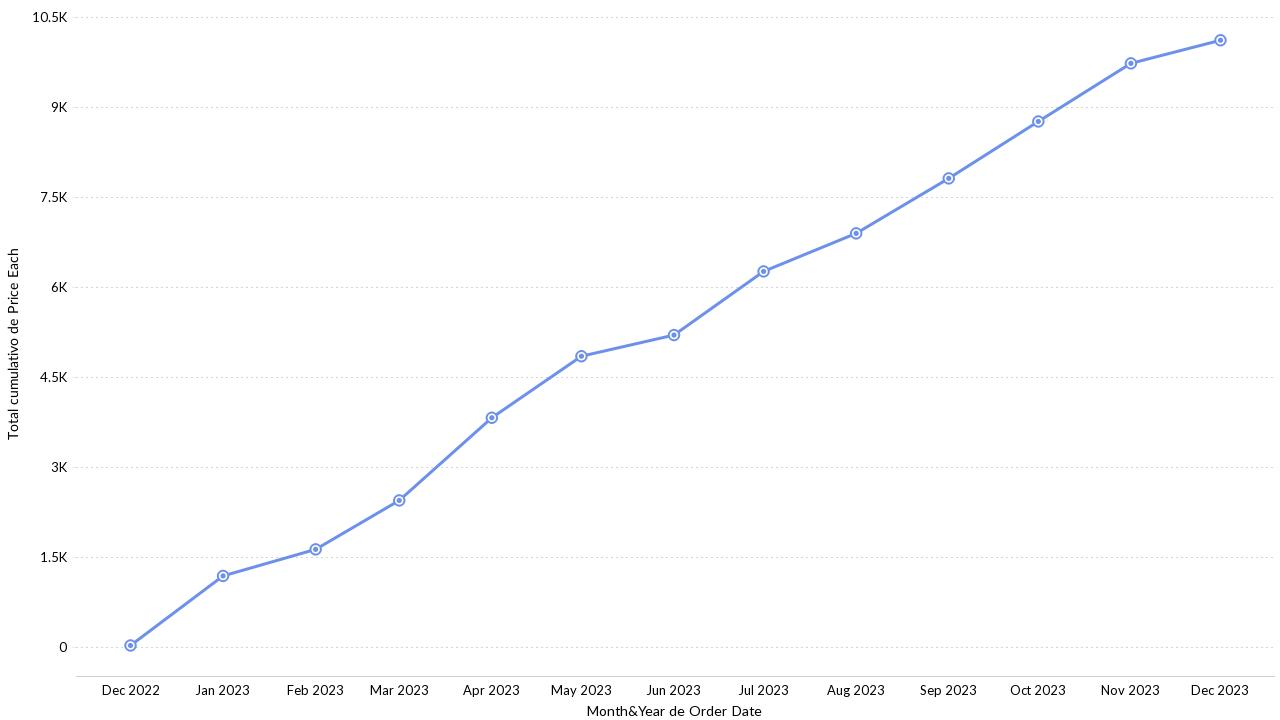 10.5K
9K
7.5K
6K
4.5K
3K
1.5K
0
Total cumulativo de Price Each
Dec 2022 Jan 2023 Feb 2023 Mar 2023 Apr 2023 May 2023 Jun 2023 Jul 2023 Aug 2023 Sep 2023 Oct 2023 Nov 2023 Dec 2023
Month&Year de Order Date